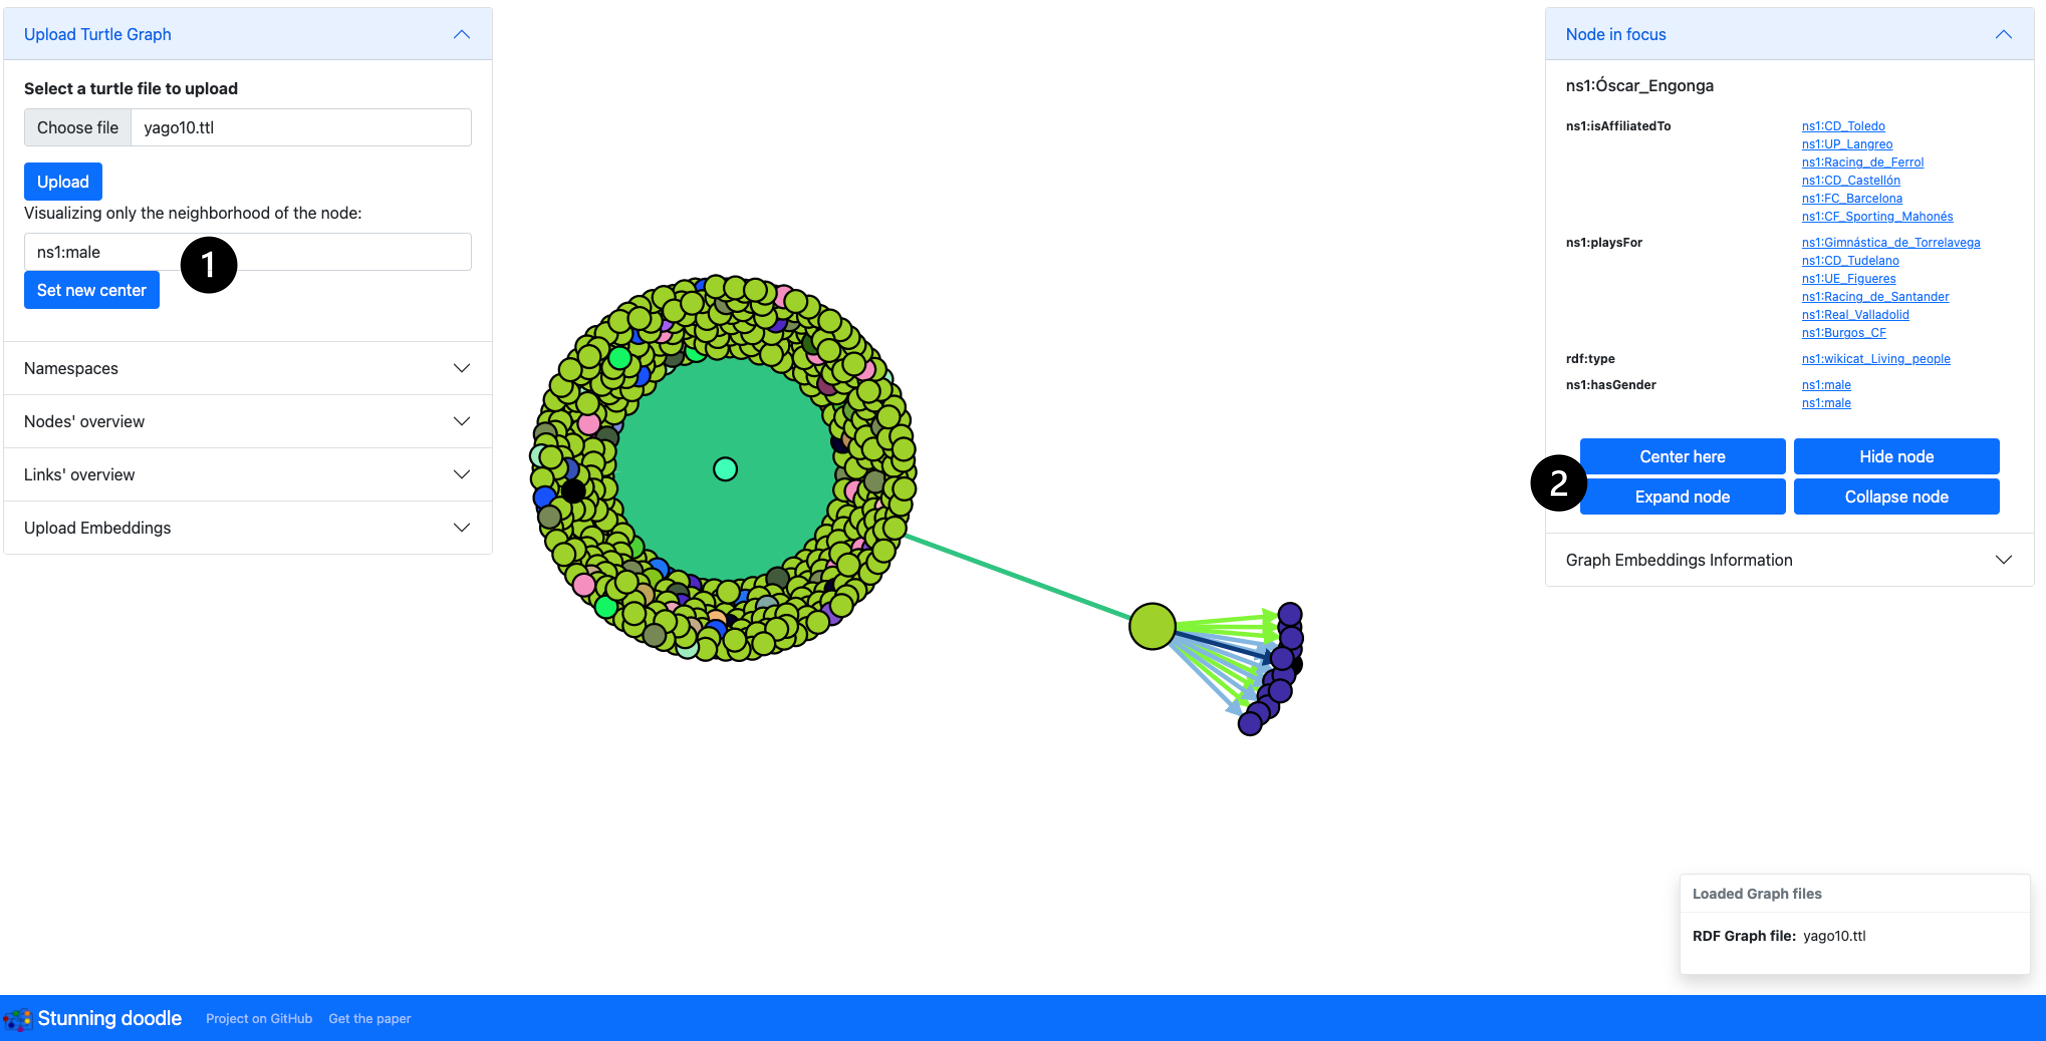 Upload Turtle Graph
Select a turtle file to upload
Choose file yago10.ttl
Upload
Visualizing only the neighborhood of the node:
ns1:male
1
Set new center
Namespaces
Nodes' overview
Links' overview
Upload Embeddings
Node in focus
ns1:Óscar_Engonga
ns1:isAffiliatedTo ns1:CD_Toledo
ns1:UP_Langreo
ns1:Racing_de_Ferrol
ns1:CD_Castellón
ns1:FC_Barcelona
ns1:CF_Sporting_Mahonés
ns1:playsFor ns1:Gimnástica_de_Torrelavega
ns1:CD_Tudelano
ns1:UE_Figueres
ns1:Racing_de_Santander
ns1:Real_Valladolid
ns1:Burgos_CF
rdf:type ns1:wikicat_Living_people
ns1:hasGender ns1:male
ns1:male
Center here Hide node
2
Expand node Collapse node
Graph Embeddings Information
Loaded Graph files
RDF Graph file: yago10.ttl
Stunning doodle Project on GitHub Get the paper